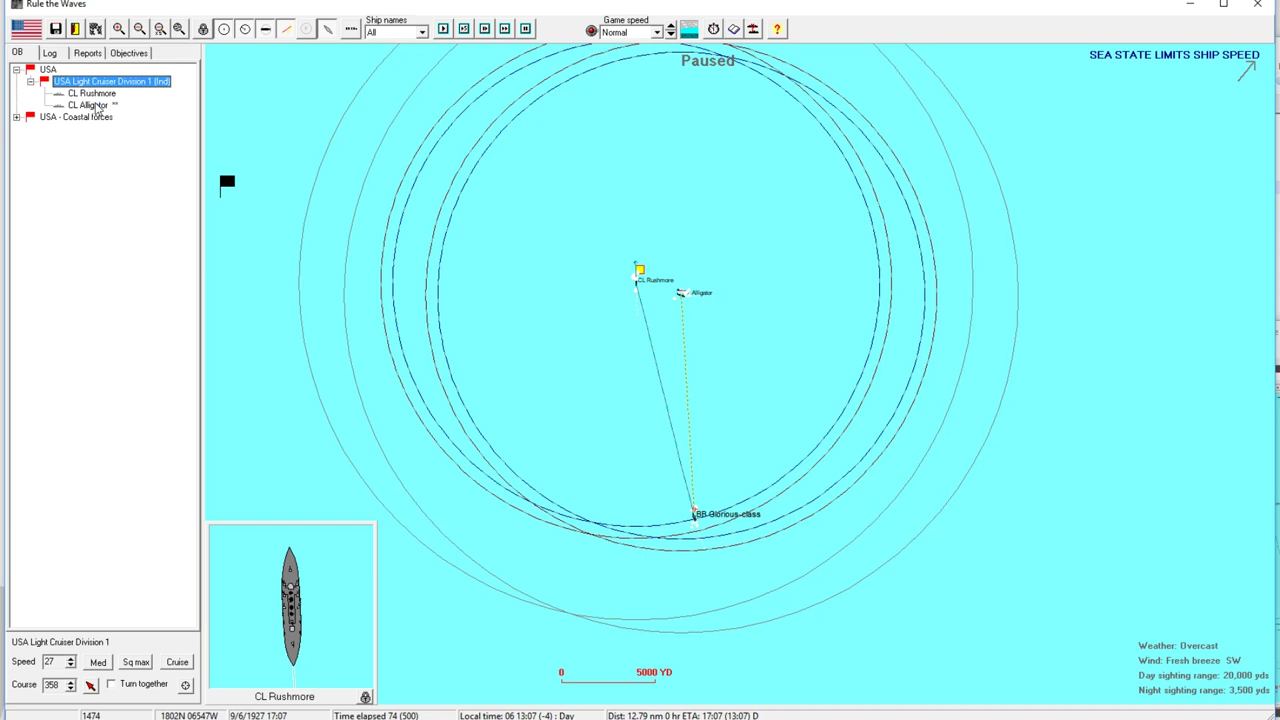 Rule the Waves
Ship names
All
Game speed
Normal
OB Log Reports Objectives
USA
USA Light Cruiser Division 1 (Ind)
CL Rushmore
CL Alligator **
USA - Coastal forces
Paused
SEA STATE LIMITS SHIP SPEED
CL Rushmore
Alligator
BB Glorious-class
0 5000 YD
Weather: Overcast
Wind: Fresh breeze SW
Day sighting range: 20,000 yds
Night sighting range: 3,500 yds
CL Rushmore
USA Light Cruiser Division 1
Speed 27 Med Sq max Cruise
Course 358 Turn together
1474 1802N 06547W 9/6/1927 17:07 Time elapsed 74 (500) Local time: 06 13:07 (-4) : Day Dist: 12.79 nm 0 hr ETA: 17:07 (13:07) D